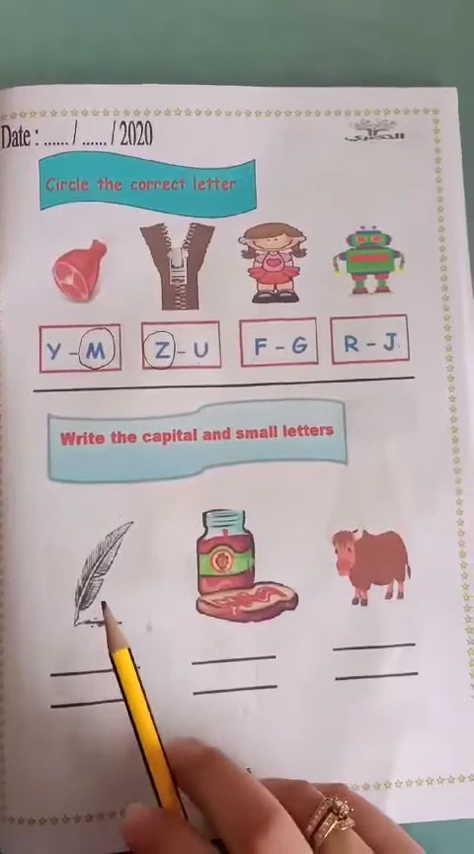 Date : ...... / ...... / 2020
Circle the correct letter
Y - M
Z - U
F - G
R - J
Write the capital and small letters